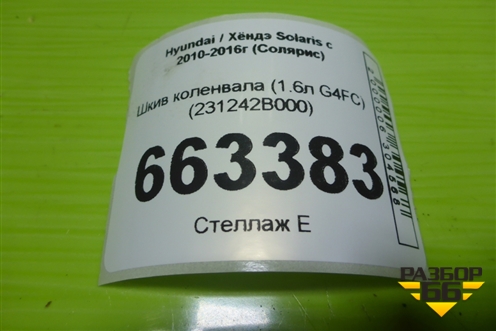 Hyundai / Хёндэ Solaris с
2010-2016г (Солярис)
Шкив коленвала (1.6л G4FC)
(231242B000)
663383
Стеллаж Е
РАЗБОР
66